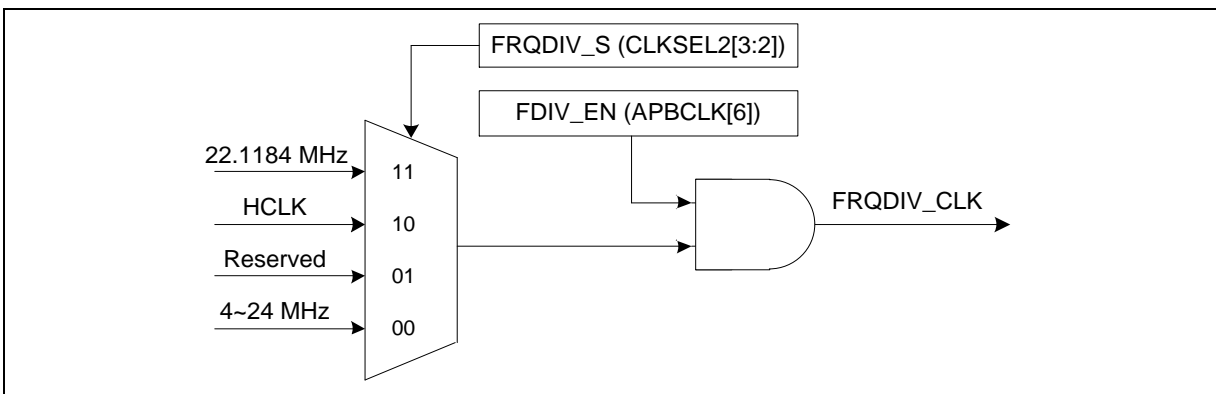 FRQDIV_S (CLKSEL2[3:2])
FDIV_EN (APBCLK[6])
22.1184 MHz
11
HCLK
10
Reserved
01
4~24 MHz
00
FRQDIV_CLK